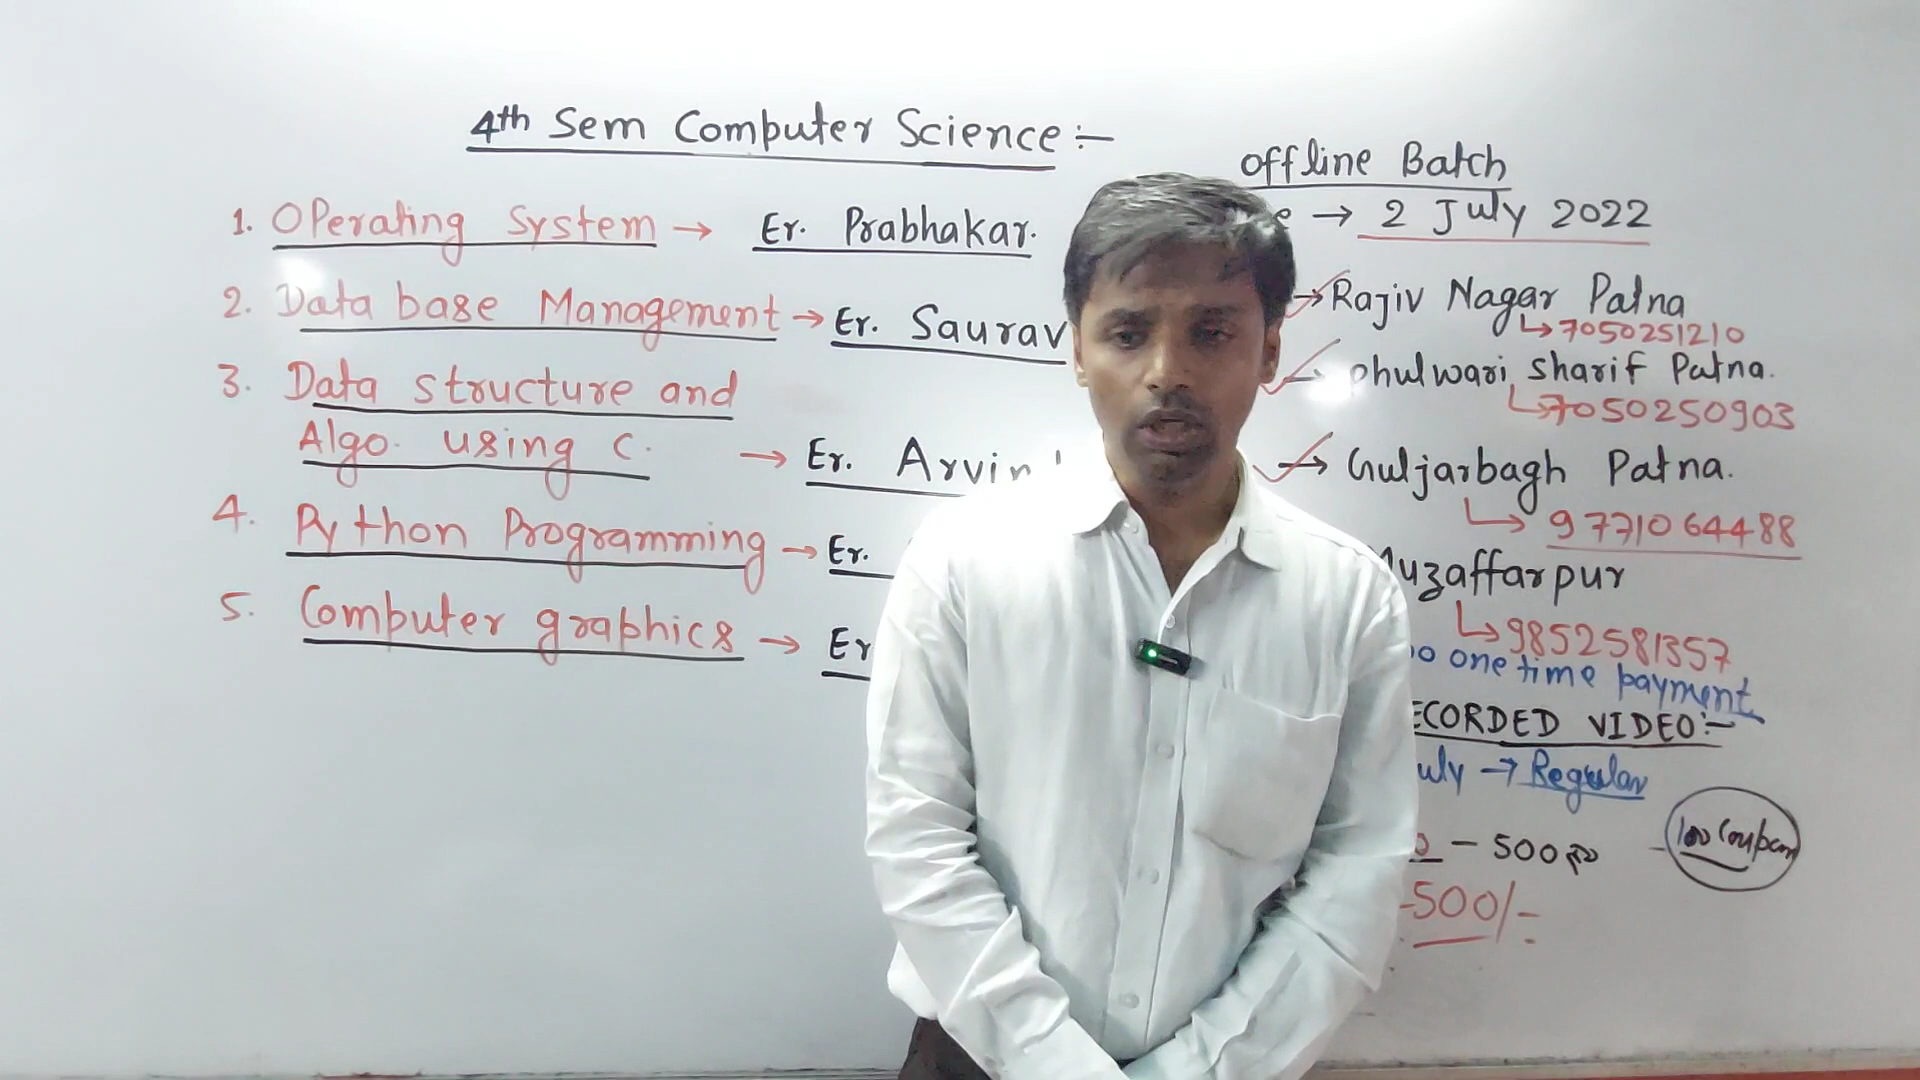 4th Sem Computer Science :-
1. Operating System → Er. Prabhakar.
2. Data base Management → Er. Saurav
3. Data structure and
Algo. using C. → Er. Arvin
4. Python Programming → Er.
5. Computer graphics → Er
offline Batch
→ 2 July 2022
→ Rajiv Nagar Patna
↳ 7050251210
→ phulwari sharif Patna.
↳ 7050250903
→ Guljarbagh Patna.
↳ 9771064488
uzaffarpur
↳ 9852581357
one time payment
ECORDED VIDEO :-
uly → Regular
- 500
100 Coupon
-500/-